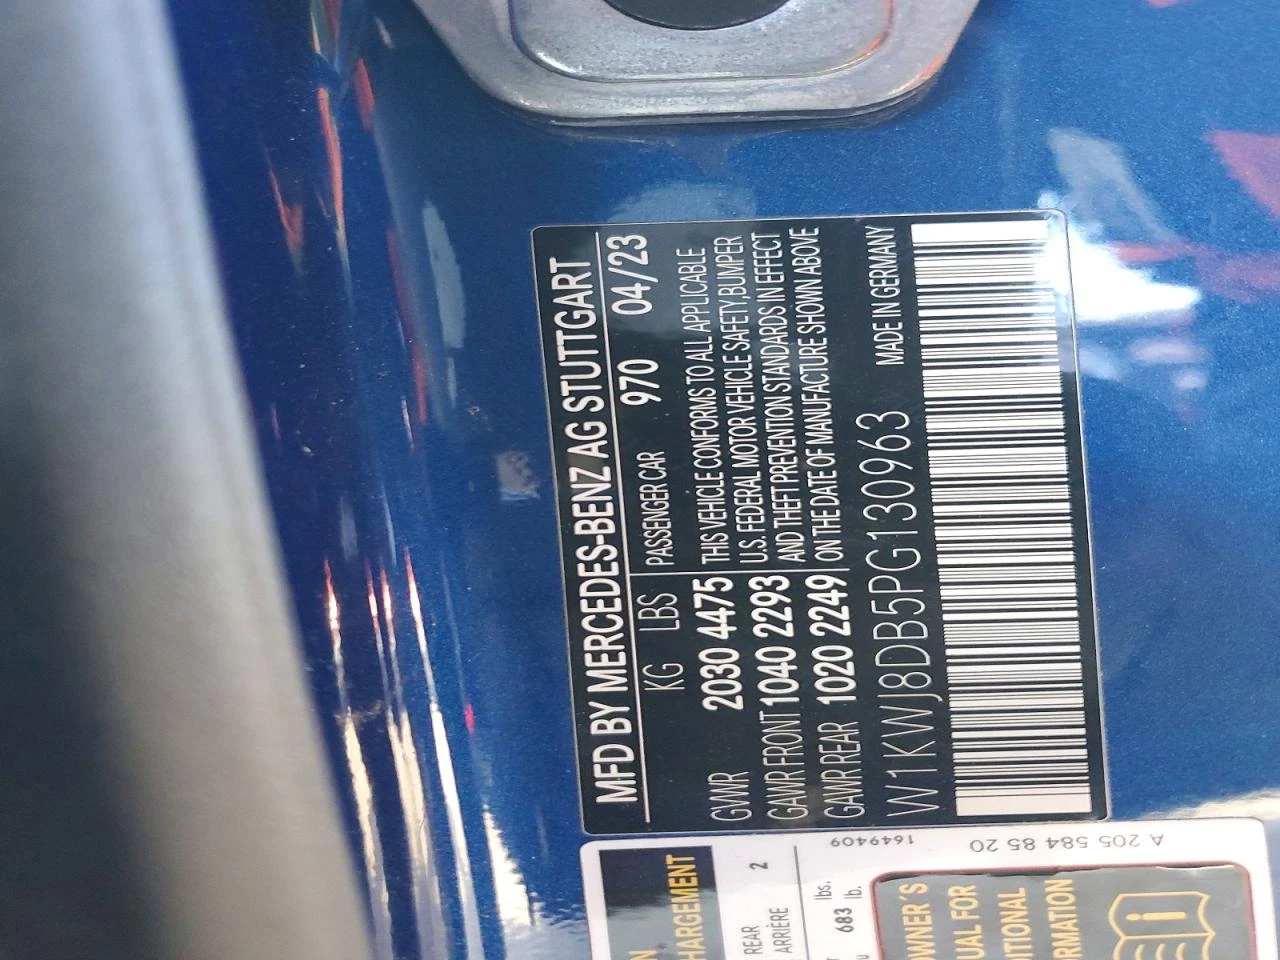 MFD BY MERCEDES-BENZ AG STUTTGART
KG LBS PASSENGER CAR 970 04/23
GVWR 2030 4475
GAWR FRONT 1040 2293
GAWR REAR 1020 2249
THIS VEHICLE CONFORMS TO ALL APPLICABLE
U.S. FEDERAL MOTOR VEHICLE SAFETY,BUMPER
AND THEFT PREVENTION STANDARDS IN EFFECT
ON THE DATE OF MANUFACTURE SHOWN ABOVE
W1KWJ8DB5PG130963 MADE IN GERMANY
HARGEMENT
REAR 2
ARRIÈRE
683 lbs.
lb.
1649409
A 205 584 85 20
OWNER'S
UAL FOR
ITIONAL
RMATION
i